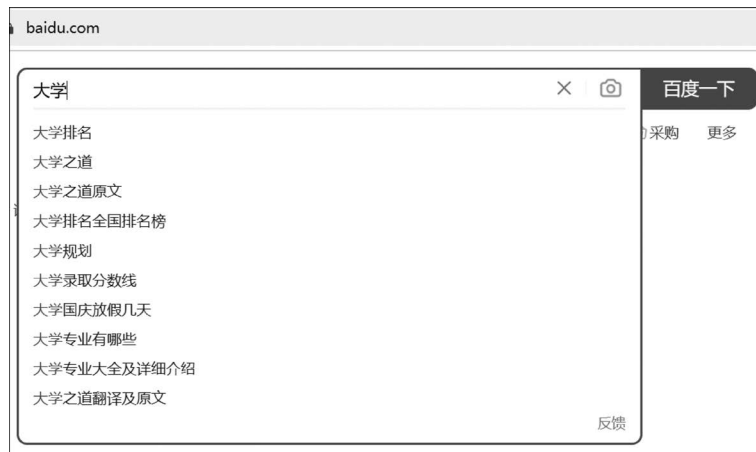 baidu.com
大学
百度一下
采购 更多
大学排名
大学之道
大学之道原文
大学排名全国排名榜
大学规划
大学录取分数线
大学国庆放假几天
大学专业有哪些
大学专业大全及详细介绍
大学之道翻译及原文
反馈